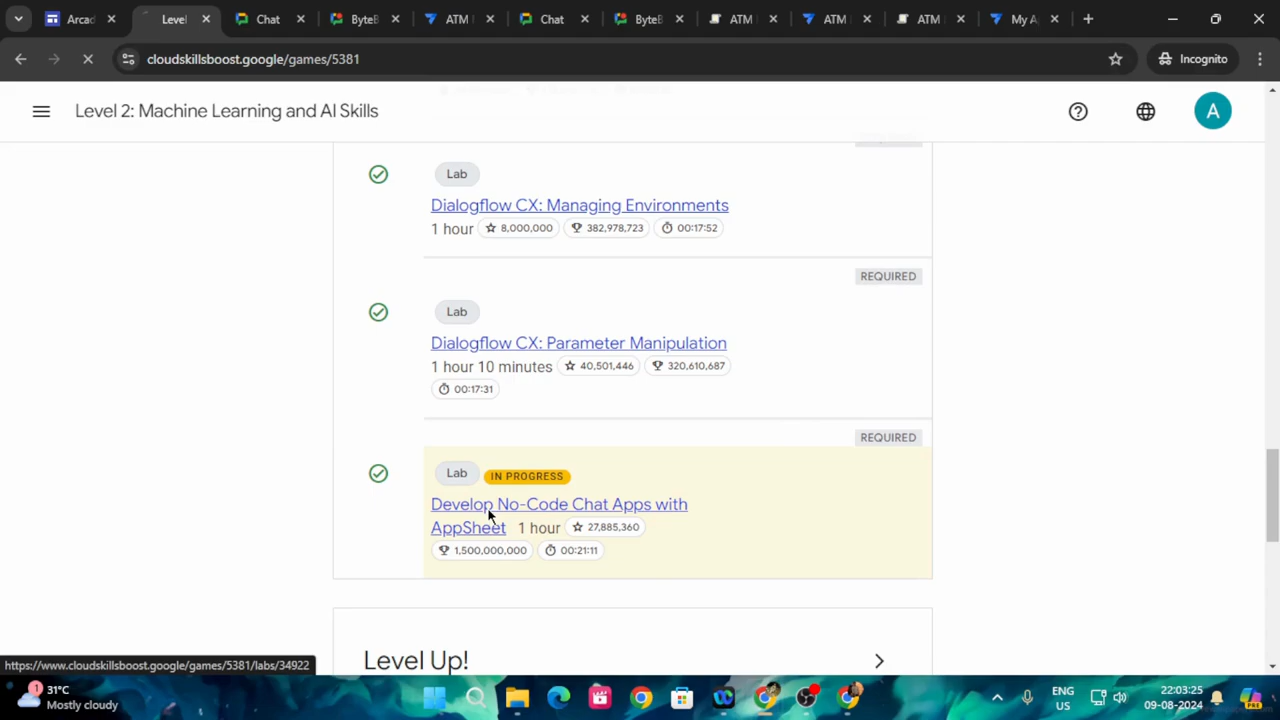 Arcad
Level
Chat
ByteB
ATM
Chat
ByteB
ATM
ATM
ATM
My A
cloudskillsboost.google/games/5381
Incognito
Level 2: Machine Learning and AI Skills
A
Lab
Dialogflow CX: Managing Environments
1 hour 8,000,000 382,978,723 00:17:52
REQUIRED
Lab
Dialogflow CX: Parameter Manipulation
1 hour 10 minutes 40,501,446 320,610,687
00:17:31
REQUIRED
Lab IN PROGRESS
Develop No-Code Chat Apps with
AppSheet 1 hour 27,885,360
1,500,000,000 00:21:11
Level Up!
https://www.cloudskillsboost.google/games/5381/labs/34922
1
31°C
Mostly cloudy
ENG
US
22:03:25
09-08-2024
PRE